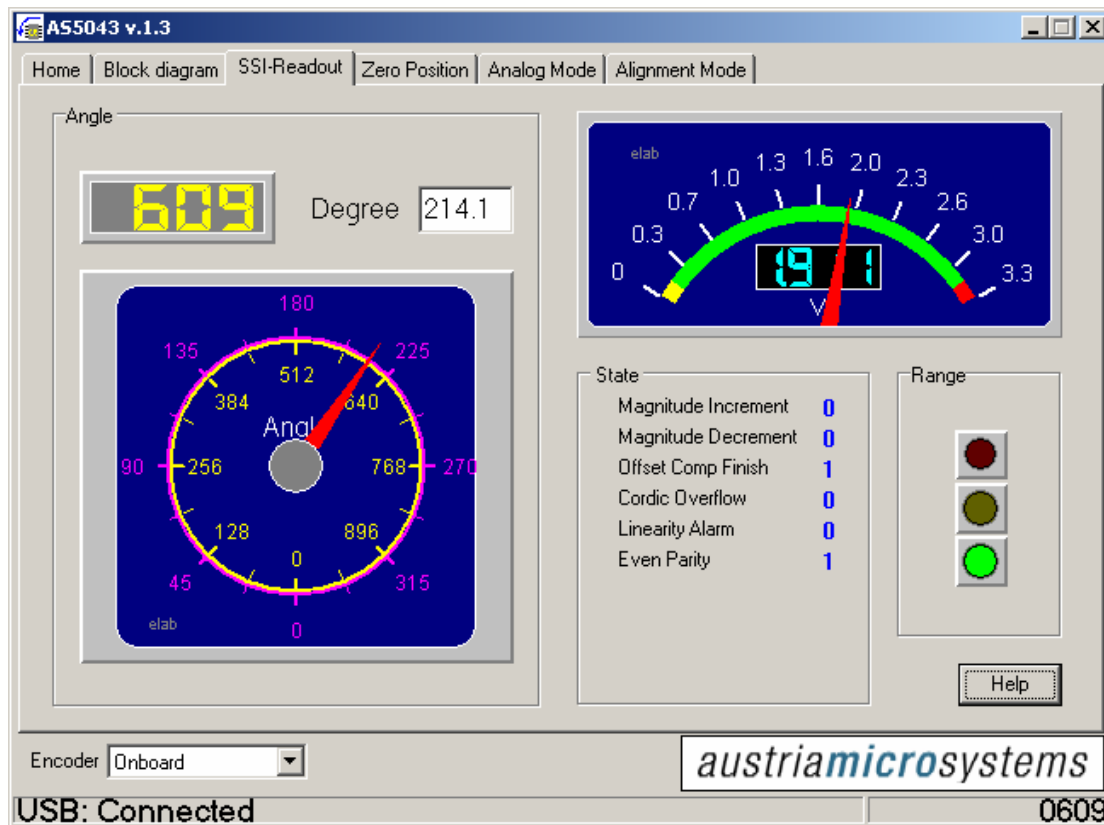 AS5043 v.1.3
Home Block diagram SSI-Readout Zero Position Analog Mode Alignment Mode
Angle
609
Degree 214.1
180
135 225
512
384 640
Angl
90 256 768 270
128 896
0
45 315
elab
0
elab
0 0.3 0.7 1.0 1.3 1.6 2.0 2.3 2.6 3.0 3.3
1.9 1
V
State
Magnitude Increment 0
Magnitude Decrement 0
Offset Comp Finish 1
Cordic Overflow 0
Linearity Alarm 0
Even Parity 1
Range
Help
Encoder Onboard
austriamicrosystems
USB: Connected 0609